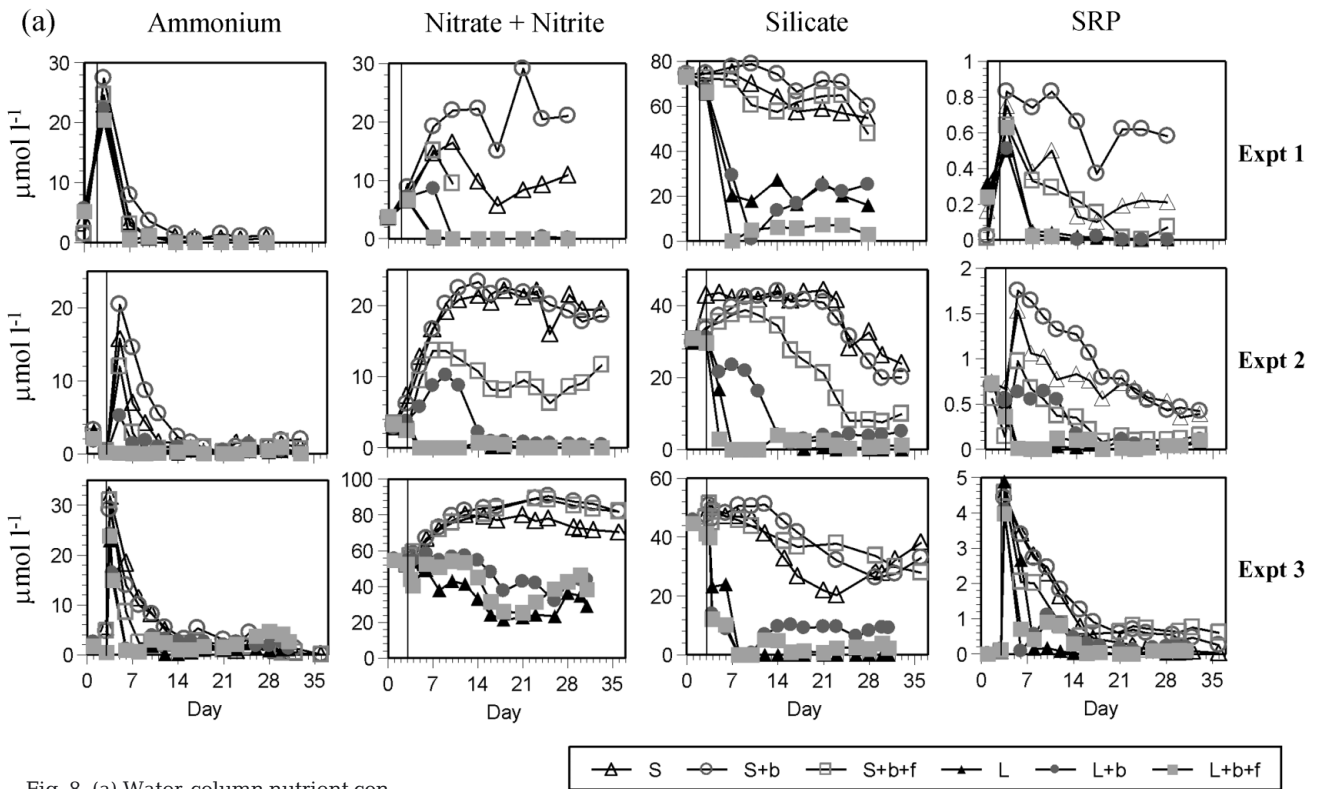 (a) Ammonium Nitrate + Nitrite Silicate SRP
µmol l-1
30 20 10 0
30 20 10 0
80 60 40 20 0
1 0.8 0.6 0.4 0.2 0
Expt 1
µmol l-1
20 10 0
20 10 0
40 20 0
2 1.5 1 0.5 0
Expt 2
µmol l-1
30 20 10 0
100 80 60 40 20 0
60 40 20 0
5 4 3 2 1 0
Expt 3
0 7 14 21 28 35
0 7 14 21 28 35
0 7 14 21 28 35
0 7 14 21 28 35
Day Day Day Day
S S+b S+b+f L L+b L+b+f
Fig. 8. (a) Water-column nutrient con-